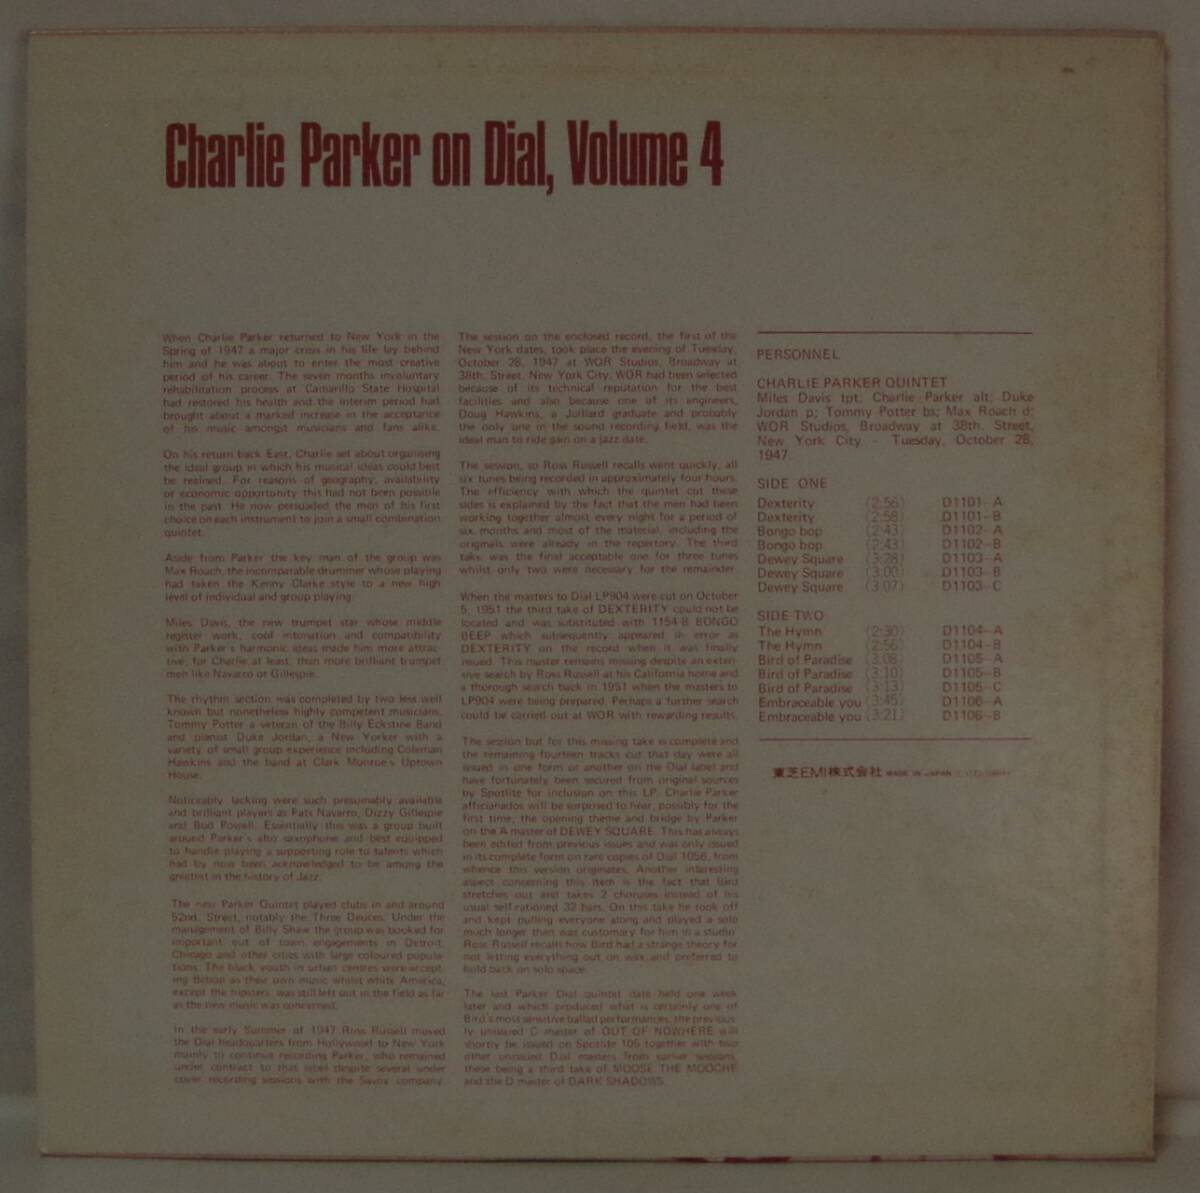 Charlie Parker on Dial, Volume 4
When Charlie Parker returned to New York in the
Spring of 1947 a major crisis in his life lay behind
him and he was about to enter the most creative
period of his career. The seven months involuntary
rehabilitation process at Camarillo State Hospital
had restored his health and the interim period had
brought about a marked increase in the acceptance
of his music amongst musicians and fans alike.
On his return back East, Charlie set about organising
the ideal group in which his musical ideas could best
be realised. For reasons of geography, availability
or economic opportunity this had not been possible
in the past. He now persuaded the men of his first
choice on each instrument to join a small combination
quintet.
Aside from Parker the key man of the group was
Max Roach, the incomparable drummer whose playing
had taken the Kenny Clarke style to a new high
level of individual and group playing.
Miles Davis, the new trumpet star whose middle
register work, cool intonation and compatibility
with Parker's harmonic ideas made him more attrac-
tive, for Charlie at least, than more brilliant trumpet
men like Navarro or Gillespie.
The rhythm section was completed by two less well
known but nonetheless highly competent musicians,
Tommy Potter a veteran of the Billy Eckstine Band
and pianist Duke Jordan, a New Yorker with a
variety of small group experience including Coleman
Hawkins and the band at Clark Monroe's Uptown
House.
Noticeably lacking were such presumably available
and brilliant players as Fats Navarro, Dizzy Gillespie
and Bud Powell. Essentially this was a group built
around Parker's alto saxophone and best equipped
to handle playing a supporting role to talents which
had by now been acknowledged to be among the
greatest in the history of Jazz.
The new Parker Quintet played clubs in and around
52nd. Street, notably the Three Deuces. Under the
management of Billy Shaw the group was booked for
important out of town engagements in Detroit,
Chicago and other cities with large coloured popula-
tions. The black youth in urban centres were accept-
ing Bebop as their own music whilst white America,
except the hipsters, was still left out in the field as far
as the new music was concerned.
In the early Summer of 1947 Ross Russell moved
the Dial headquarters from Hollywood to New York
mainly to continue recording Parker, who remained
under contract to that label despite several under
cover recording sessions with the Savoy company.
The session on the enclosed record, the first of the
New York dates, took place the evening of Tuesday,
October 28, 1947 at WOR Studios, Broadway at
38th. Street, New York City. WOR had been selected
because of its technical reputation for the best
facilities and also because one of its engineers,
Doug Hawkins, a Julliard graduate and probably
the only one in the sound recording field, was the
ideal man to ride gain on a jazz date.
The session, so Ross Russell recalls went quickly, all
six tunes being recorded in approximately four hours.
The efficiency with which the quintet cut these
sides is explained by the fact that the men had been
working together almost every night for a period of
six months and most of the material, including the
originals were already in the repertory. The third
take was the final acceptable one for three tunes
whilst only two were necessary for the remainder.
When the masters to Dial LP904 were cut on October
5, 1951 the third take of DEXTERITY could not be
located and was substituted with 1154-B BONGO
BEEP which subsequently appeared in error as
DEXTERITY on the record when it was finally
issued. This master remains missing despite an exten-
sive search by Ross Russell at his California home and
a thorough search back in 1951 when the masters to
LP904 were being prepared. Perhaps a further search
could be carried out at WOR with rewarding results.
The session but for this missing take is complete and
the remaining fourteen tracks cut that day were all
issued in one form or another on the Dial label and
have fortunately been secured from original sources
by Spotlite for inclusion on this LP. Charlie Parker
afficionados will be surprised to hear, possibly for the
first time, the opening theme and bridge by Parker
on the A master of DEWEY SQUARE. This has always
been edited from previous issues and was only issued
in its complete form on rare copies of Dial 1056, from
whence this version originates. Another interesting
aspect concerning this item is the fact that Bird
stretches out and takes 2 choruses instead of his
usual self-rationed 32 bars. On this take he took off
and kept pulling everyone along and played a solo
much longer than was customary for him in a studio.
Ross Russell recalls how Bird had a strange theory for
not letting everything out on wax and preferred to
hold back on solo space.
The last Parker Dial quintet date held one week
later and which produced what is certainly one of
Bird's most sensitive ballad performances, the previous-
ly unissued C master of OUT OF NOWHERE will
shortly be issued on Spotlite 105 together with two
other unissued Dial masters from earlier sessions,
these being a third take of MOOSE THE MOOCHE
and the D master of DARK SHADOWS.
PERSONNEL
CHARLIE PARKER QUINTET
Miles Davis tpt; Charlie Parker alt; Duke
Jordan p; Tommy Potter bs; Max Roach d;
WOR Studios, Broadway at 38th. Street,
New York City – Tuesday, October 28,
1947.
SIDE ONE
Dexterity (2:56) D1101–A
Dexterity (2:58) D1101–B
Bongo bop (2:43) D1102–A
Bongo bop (2:43) D1102–B
Dewey Square (3:28) D1103–A
Dewey Square (3:00) D1103–B
Dewey Square (3:07) D1103–C
SIDE TWO
The Hymn (2:30) D1104–A
The Hymn (2:56) D1104–B
Bird of Paradise (3:08) D1105–A
Bird of Paradise (3:10) D1105–B
Bird of Paradise (3:13) D1105–C
Embraceable you (3:45) D1106–A
Embraceable you (3:21) D1106–B
東芝EMI株式会社 MADE IN JAPAN